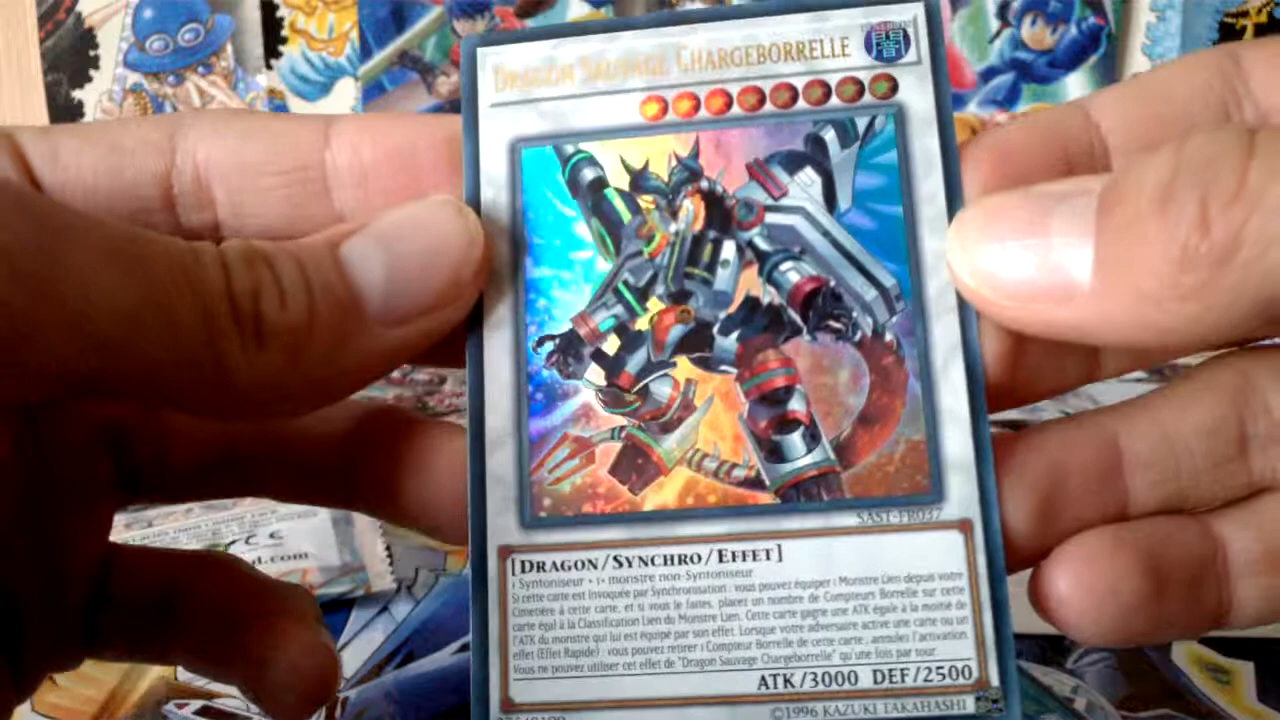 DRAGON SAUVAGE CHARGEBORRELLE
闇
SAST-FR037
[DRAGON/SYNCHRO/EFFET]
1 Syntoniseur + 1+ monstre non-Syntoniseur
Si cette carte est Invoquée par Synchronisation : vous pouvez équiper 1 Monstre Lien depuis votre
Cimetière à cette carte, et si vous le faites, placez un nombre de Compteurs Borrelle sur cette
carte égal à la Classification Lien du Monstre Lien. Cette carte gagne une ATK égale à la moitié de
l'ATK du monstre qui lui est équipé par son effet. Lorsque votre adversaire active une carte ou un
effet (Effet Rapide) : vous pouvez retirer 1 Compteur Borrelle de cette carte ; annulez l'activation.
Vous ne pouvez utiliser cet effet de "Dragon Sauvage Chargeborrelle" qu'une fois par tour.
ATK/3000 DEF/2500
©1996 KAZUKI TAKAHASHI